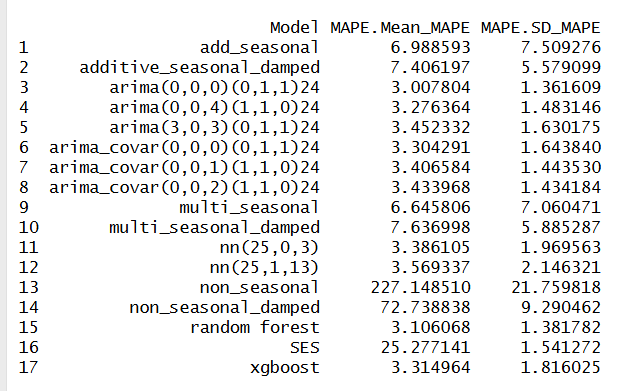 Model MAPE.Mean_MAPE MAPE.SD_MAPE
1 add_seasonal 6.988593 7.509276
2 additive_seasonal_damped 7.406197 5.579099
3 arima(0,0,0)(0,1,1)24 3.007804 1.361609
4 arima(0,0,4)(1,1,0)24 3.276364 1.483146
5 arima(3,0,3)(0,1,1)24 3.452332 1.630175
6 arima_covar(0,0,0)(0,1,1)24 3.304291 1.643840
7 arima_covar(0,0,1)(1,1,0)24 3.406584 1.443530
8 arima_covar(0,0,2)(1,1,0)24 3.433968 1.434184
9 multi_seasonal 6.645806 7.060471
10 multi_seasonal_damped 7.636998 5.885287
11 nn(25,0,3) 3.386105 1.969563
12 nn(25,1,13) 3.569337 2.146321
13 non_seasonal 227.148510 21.759818
14 non_seasonal_damped 72.738838 9.290462
15 random forest 3.106068 1.381782
16 SES 25.277141 1.541272
17 xgboost 3.314964 1.816025